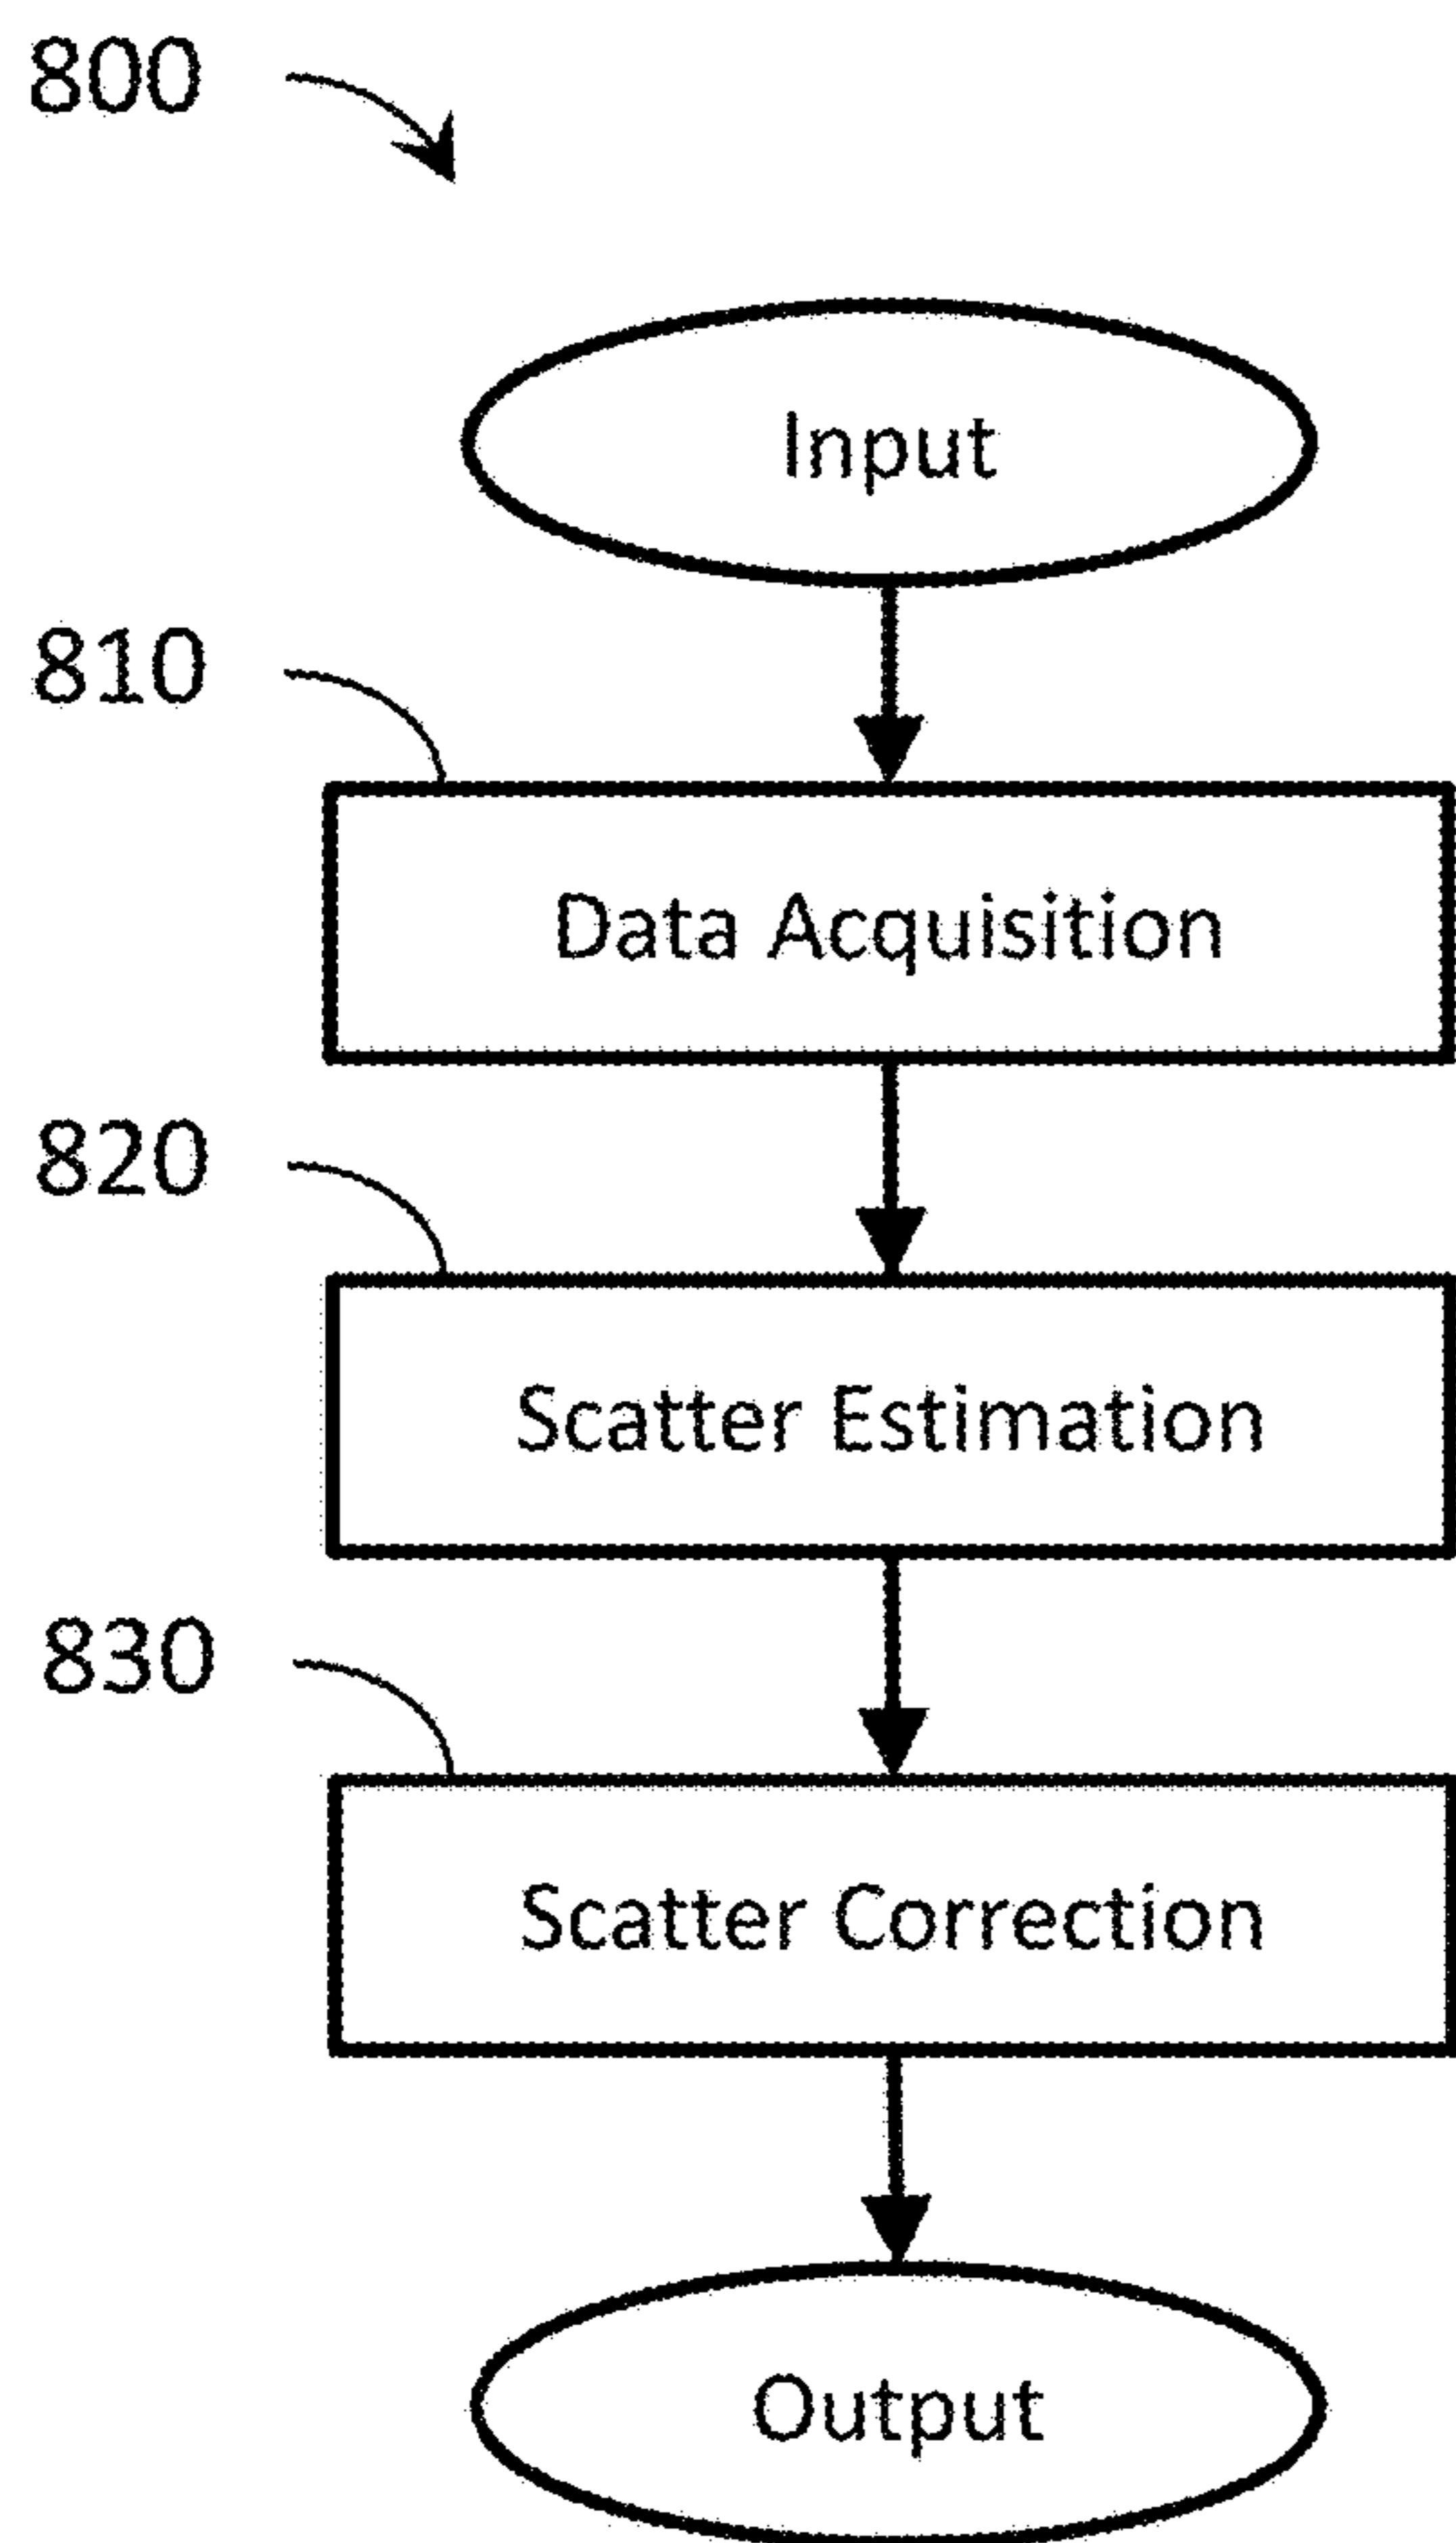 800
Input
810
Data Acquisition
820
Scatter Estimation
830
Scatter Correction
Output